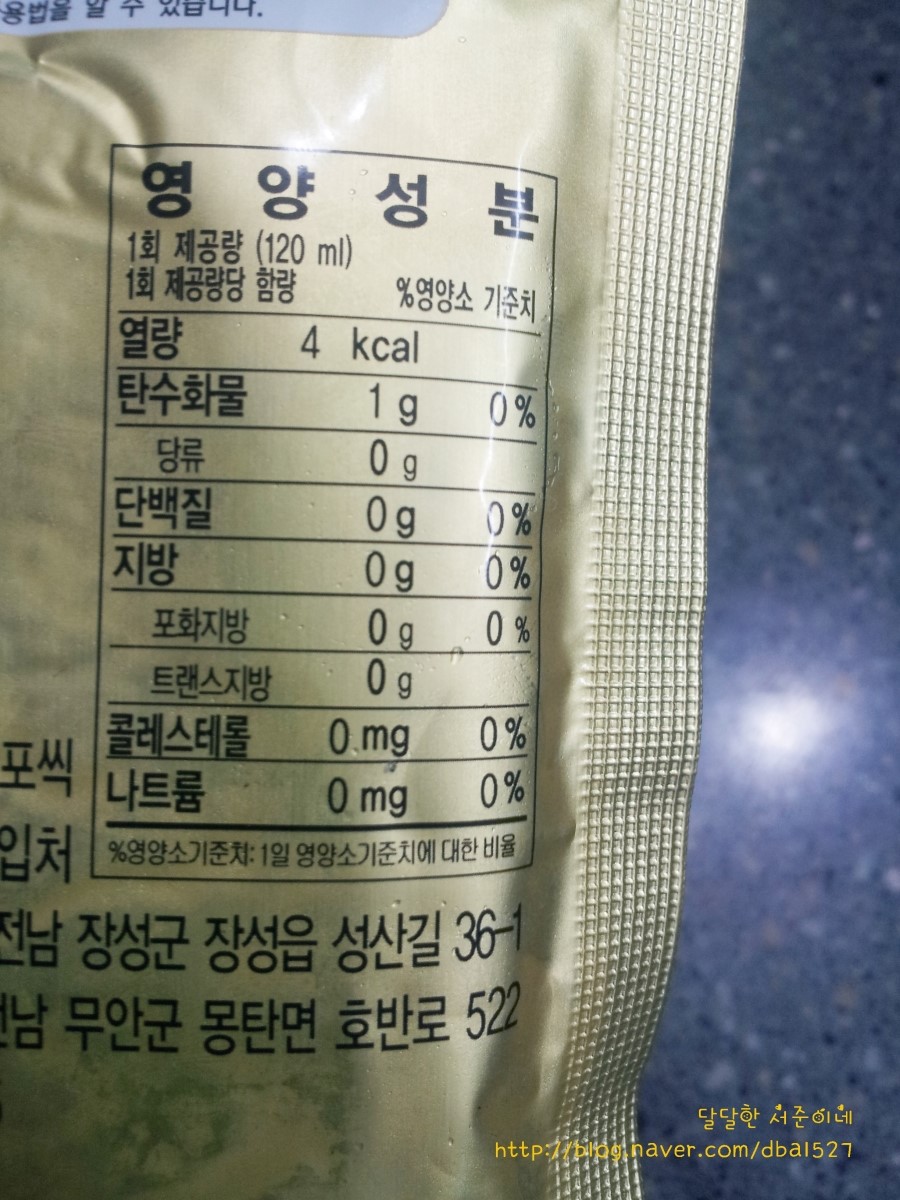 용법을 알 수 있습니다.
영 양 성 분
1회 제공량 (120 ml)
1회 제공량당 함량 %영양소 기준치
열량 4 kcal
탄수화물 1 g 0 %
당류 0 g
단백질 0 g 0 %
지방 0 g 0 %
포화지방 0 g 0 %
트랜스지방 0 g
콜레스테롤 0 mg 0 %
나트륨 0 mg 0 %
%영양소기준치: 1일 영양소기준치에 대한 비율
포씩
입처
전남 장성군 장성읍 성산길 36-1
전남 무안군 몽탄면 호반로 522
달달한 서준이네
http://blog.naver.com/dba1527